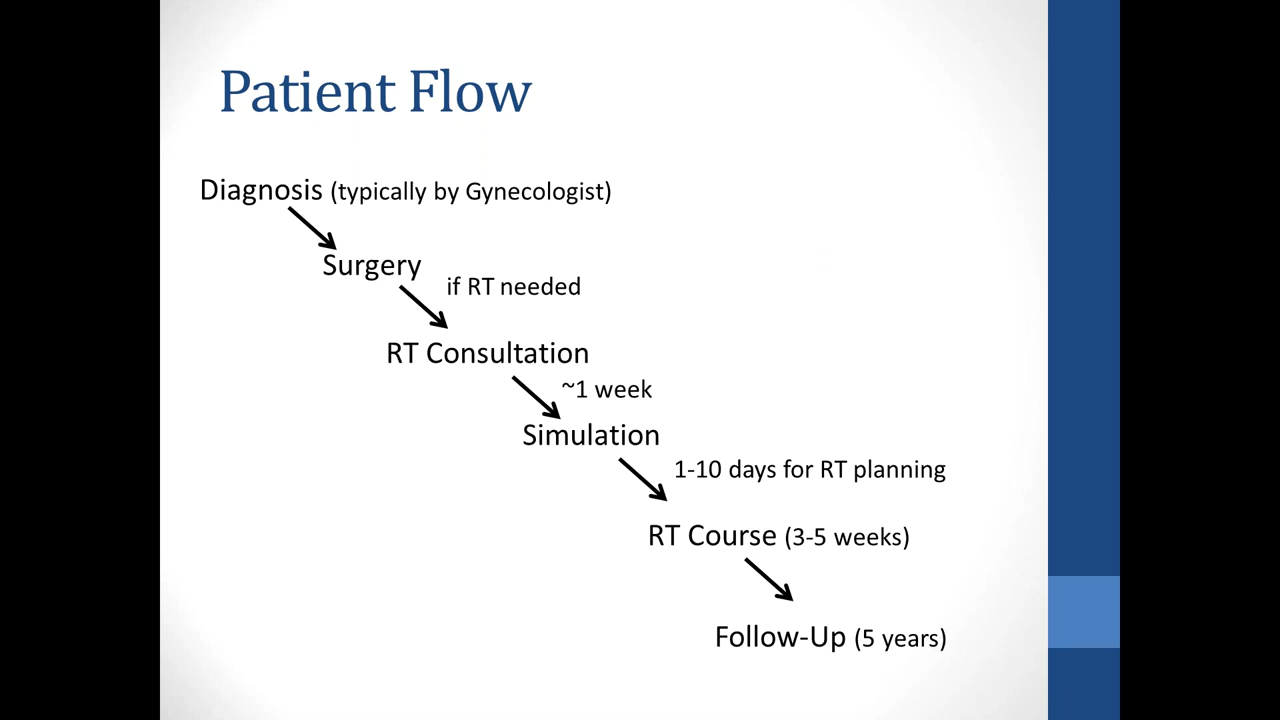 Patient Flow
Diagnosis (typically by Gynecologist)
Surgery
if RT needed
RT Consultation
~1 week
Simulation
1-10 days for RT planning
RT Course (3-5 weeks)
Follow-Up (5 years)